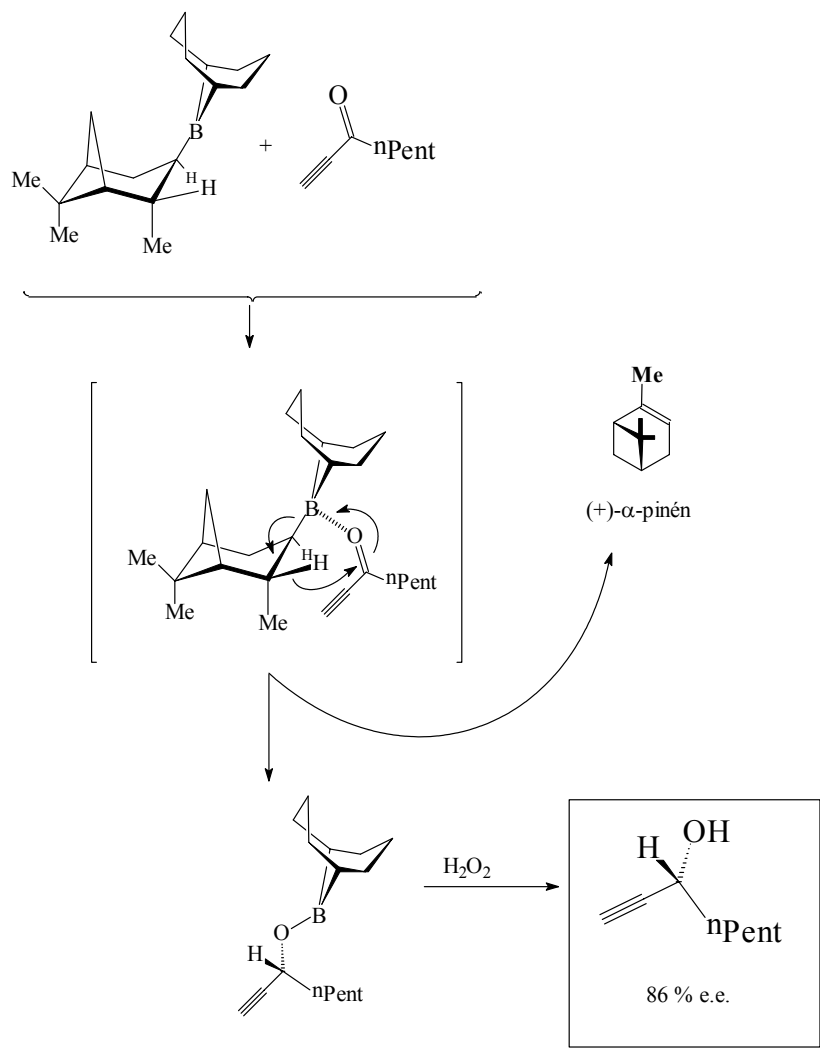 B
O
+
nPent
H
H
Me
Me
Me
Me
(+)-α-pinén
B
O
H
H
Me
nPent
Me
Me
B
O
H
nPent
H₂O₂
H
OH
nPent
86 % e.e.